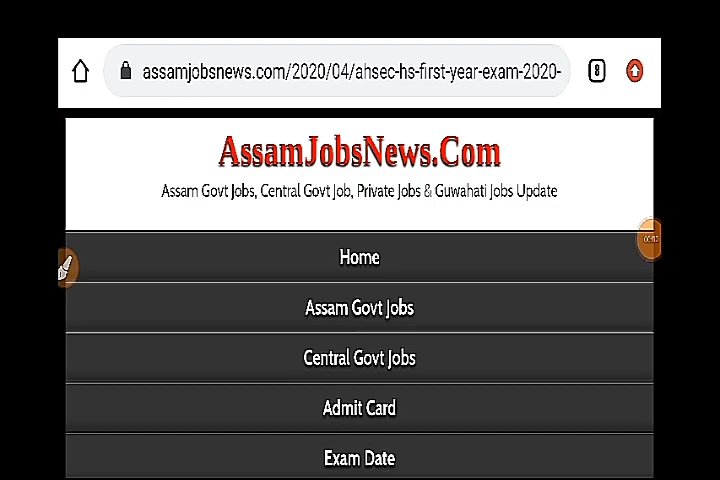 assamjobsnews.com/2020/04/ahsec-hs-first-year-exam-2020-
8
AssamJobsNews.Com
Assam Govt Jobs, Central Govt Job, Private Jobs & Guwahati Jobs Update
Home
Assam Govt Jobs
Central Govt Jobs
Admit Card
Exam Date